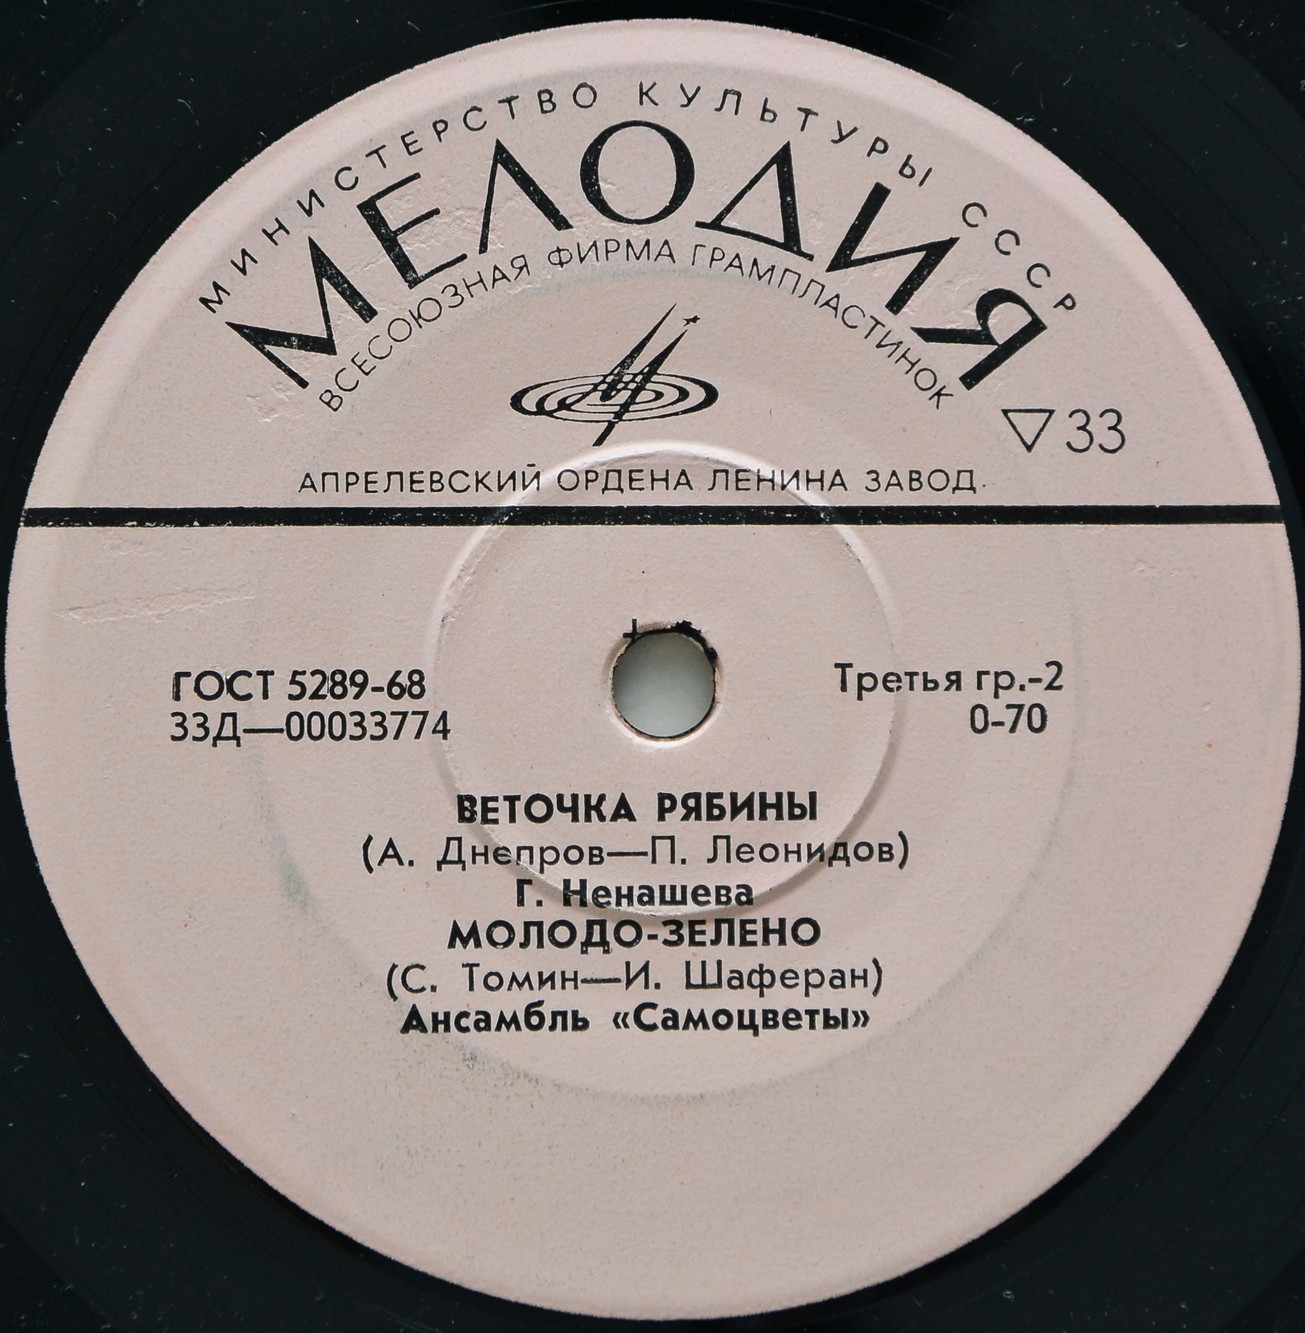 МИНИСТЕРСТВО КУЛЬТУРЫ СССР
МЕЛОДИЯ
ВСЕСОЮЗНАЯ ФИРМА ГРАМПЛАСТИНОК
33
АПРЕЛЕВСКИЙ ОРДЕНА ЛЕНИНА ЗАВОД
ГОСТ 5289-68
Третья гр.-2
33Д—00033774
0-70
ВЕТОЧКА РЯБИНЫ
(А. Днепров—П. Леонидов)
Г. Ненашева
МОЛОДО-ЗЕЛЕНО
(С. Томин—И. Шаферан)
Ансамбль «Самоцветы»